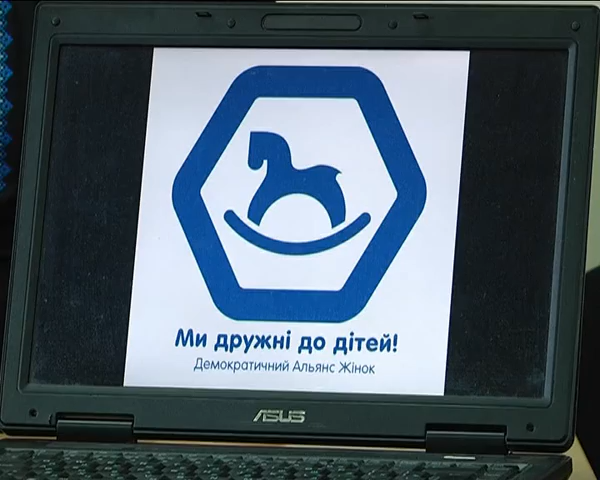 Ми дружні до дітей!
Демократичний Альянс Жінок
ASUS